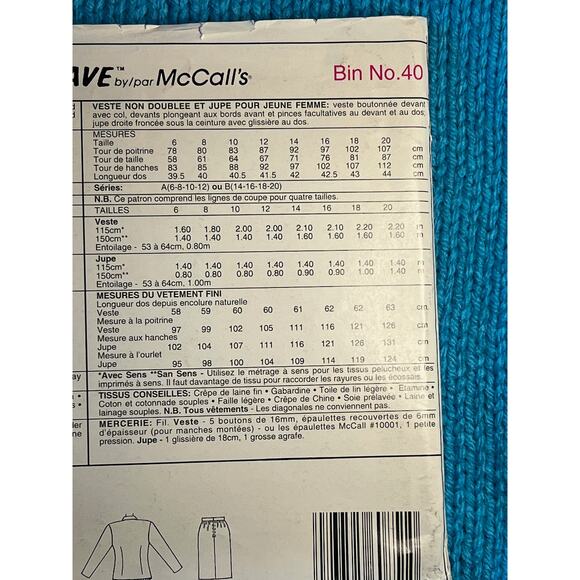 AVE™ by/par McCall's®
Bin No.40
VESTE NON DOUBLEE ET JUPE POUR JEUNE FEMME: veste boutonnée devant
avec col, devants plongeant aux bords avant et pinces facultatives au devant et au dos;
jupe droite froncée sous la ceinture avec glissière au dos.
MESURES
Taille 6 8 10 12 14 16 18 20
Tour de poitrine 78 80 83 87 92 97 102 107 cm
Tour de taille 58 61 64 67 71 76 81 87 cm
Tour de hanches 83 85 88 92 97 102 107 112 cm
Longueur dos 39.5 40 40.5 41.5 42 42.5 43 44 cm
Séries: A(6-8-10-12) ou B(14-16-18-20)
N.B. Ce patron comprend les lignes de coupe pour quatre tailles.
TAILLES 6 8 10 12 14 16 18 20
Veste
115cm* 1.60 1.80 2.00 2.00 2.10 2.10 2.20 2.20 m
150cm** 1.40 1.40 1.40 1.40 1.60 1.60 1.60 1.60 m
Entoilage - 53 à 64cm, 0.80m
Jupe
115cm* 1.40 1.40 1.40 1.40 1.40 1.40 1.40 1.40 m
150cm** 0.80 0.80 0.80 0.80 0.90 0.90 1.00 1.40 m
Entoilage - 53 à 64cm, 1.00m
MESURES DU VETEMENT FINI
Longueur dos depuis encolure naturelle
Veste 58 59 60 60 61 62 62 63 cm
Mesure à la poitrine
Veste 97 99 102 105 111 116 121 126 cm
Mesure aux hanches
Jupe 102 104 107 111 116 121 126 131 cm
Mesure à l'ourlet
Jupe 95 98 100 104 109 114 119 124 cm
*Avec Sens **San Sens - Utilisez le métrage à sens pour les tissus pelucheux et les
imprimés à sens. Il faut davantage de tissu pour raccorder les rayures ou les écossais.
TISSUS CONSEILLES: Crêpe de laine fin • Gabardine • Toile de lin légère • Etamine •
Coton et cotonnade souples • Faille légère • Crêpe de Chine • Soie prélavée • Laine et
lainage souples. N.B. Tous vêtements - Les diagonales ne conviennent pas.
MERCERIE: Fil. Veste - 5 boutons de 16mm, épaulettes recouvertes de 6mm
d'épaisseur (pour manches montées) - ou les épaulettes McCall #10001, 1 petite
pression. Jupe - 1 glissière de 18cm, 1 grosse agrafe.